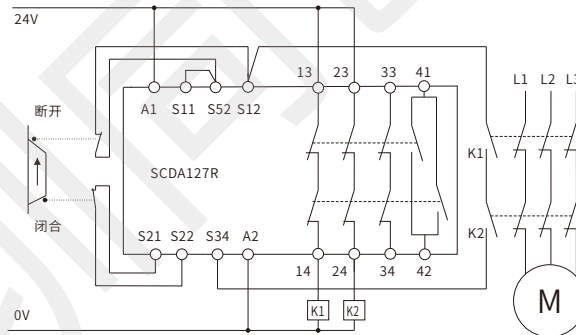 24V
13 23 33 41
L1 L2 L3
A1 S11 S52 S12
断开
K1
SCDA127R
闭合
S21 S22 S34 A2
K2
14 24 34 42
K1 K2
0V
M